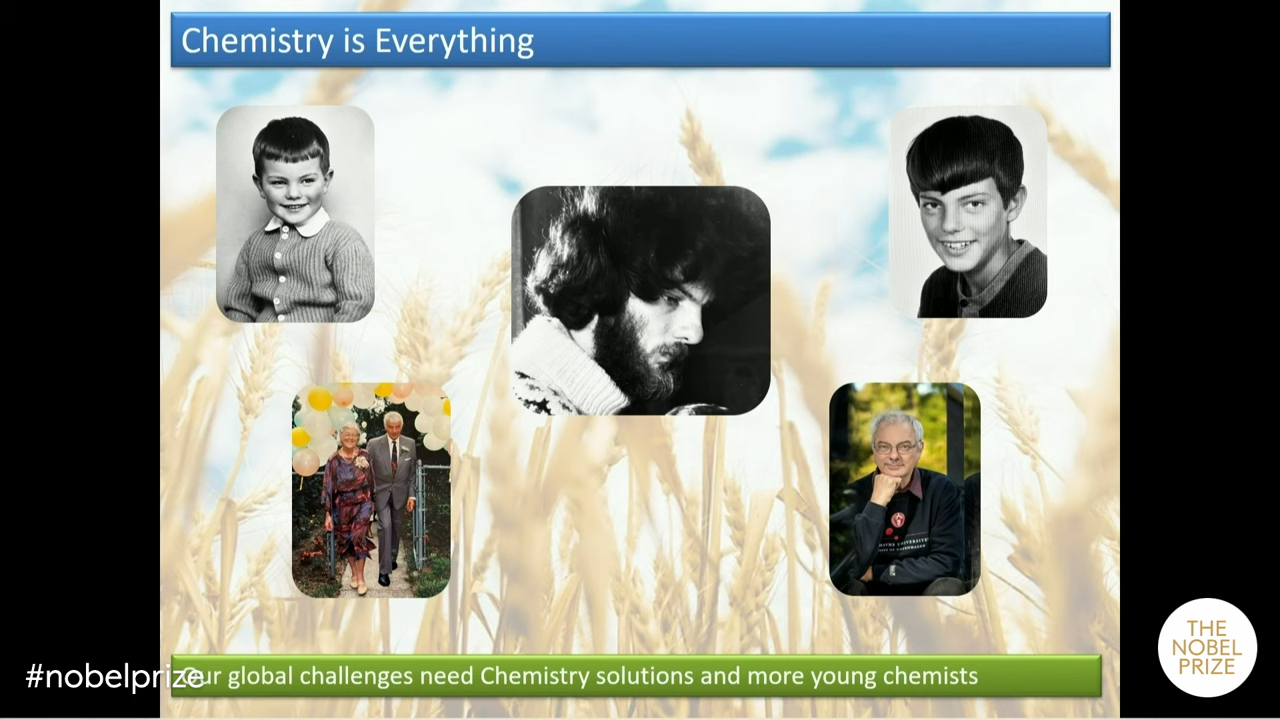 Chemistry is Everything
#nobelprize
Our global challenges need Chemistry solutions and more young chemists
THE
NOBEL
PRIZE